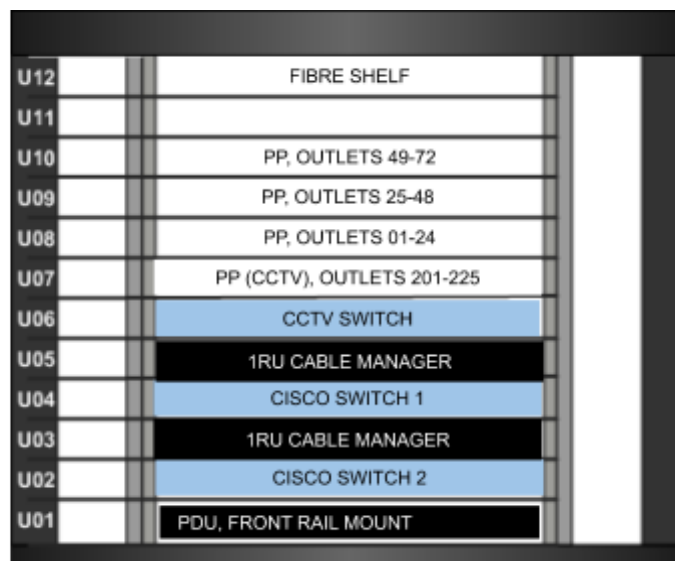 U12 FIBRE SHELF
U11
U10 PP, OUTLETS 49-72
U09 PP, OUTLETS 25-48
U08 PP, OUTLETS 01-24
U07 PP (CCTV), OUTLETS 201-225
U06 CCTV SWITCH
U05 1RU CABLE MANAGER
U04 CISCO SWITCH 1
U03 1RU CABLE MANAGER
U02 CISCO SWITCH 2
U01 PDU, FRONT RAIL MOUNT